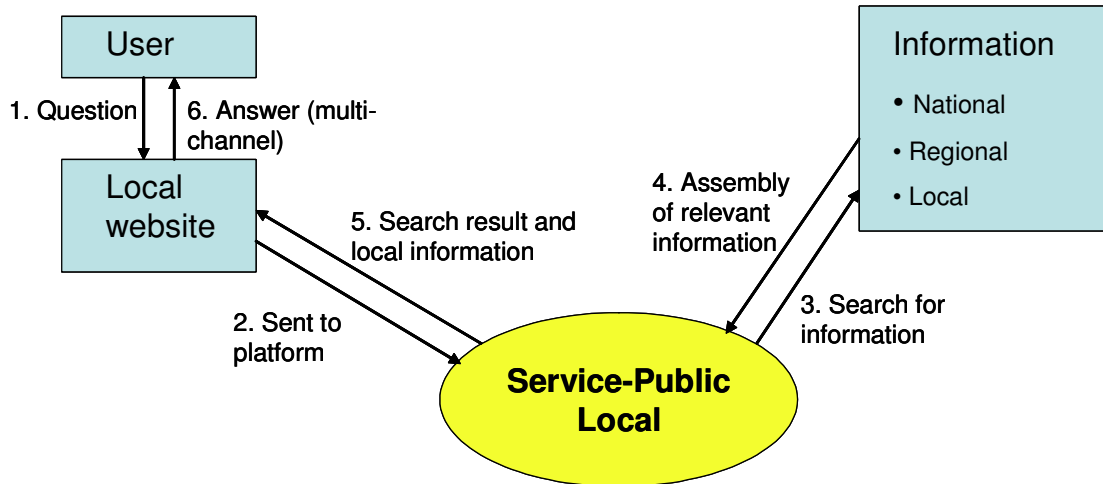 User
1. Question
6. Answer (multi-
channel)
Local
website
5. Search result and
local information
2. Sent to
platform
Service-Public
Local
4. Assembly
of relevant
information
3. Search for
information
Information
• National
• Regional
• Local